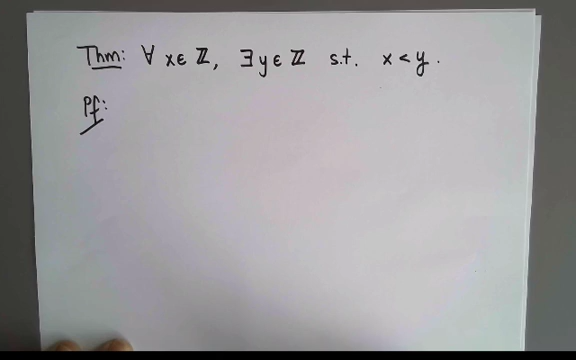 Thm: ∀ x ∈ ℤ, ∃ y ∈ ℤ s.t. x < y.
Pf: